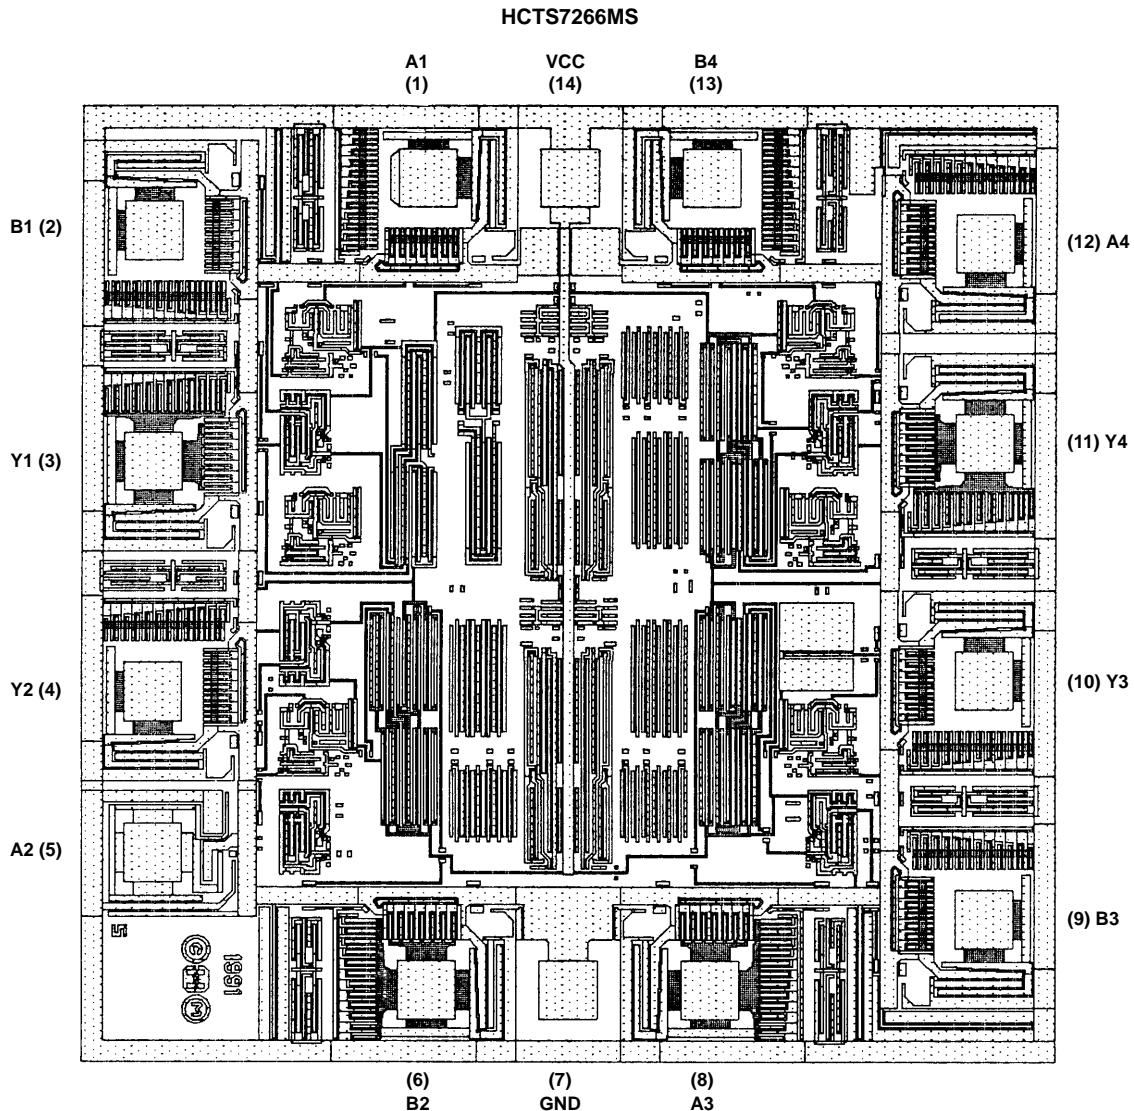 HCTS7266MS
A1
(1)
VCC
(14)
B4
(13)
B1 (2)
(12) A4
Y1 (3)
(11) Y4
Y2 (4)
(10) Y3
A2 (5)
(9) B3
1991
(6)
B2
(7)
GND
(8)
A3